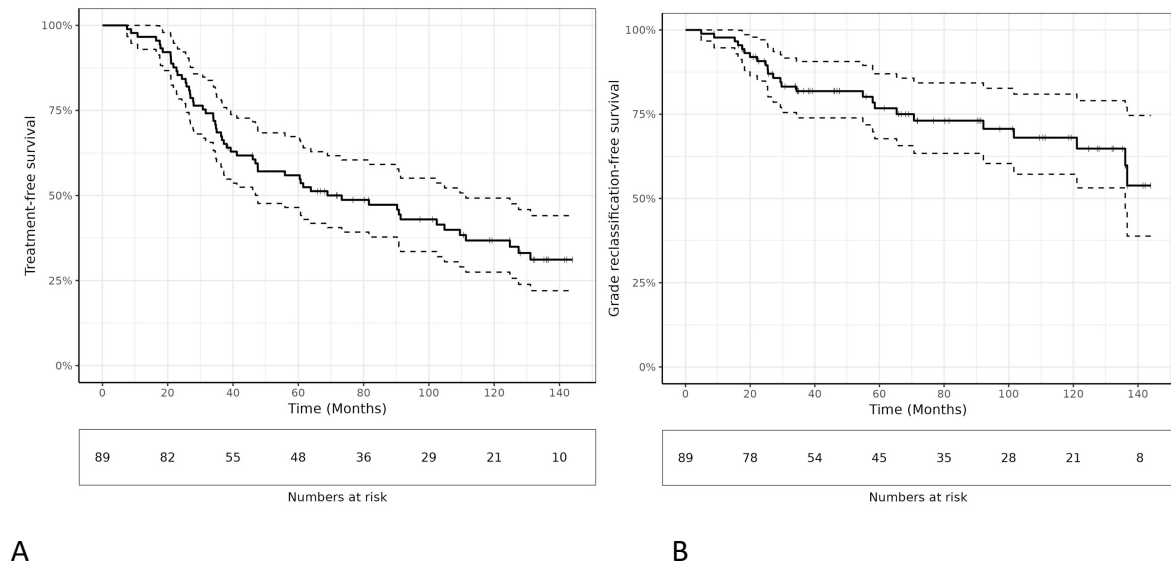 Treatment-free survival
100%
75%
50%
25%
0%
0 20 40 60 80 100 120 140
Time (Months)
89 82 55 48 36 29 21 10
Numbers at risk
A
Grade reclassification-free survival
100%
75%
50%
25%
0%
0 20 40 60 80 100 120 140
Time (Months)
89 78 54 45 35 28 21 8
Numbers at risk
B